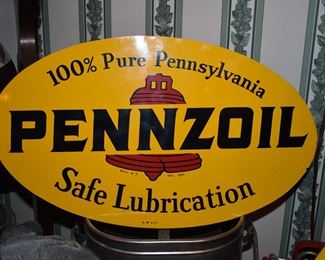 100% Pure Pennsylvania
PENNZOIL
Safe Lubrication